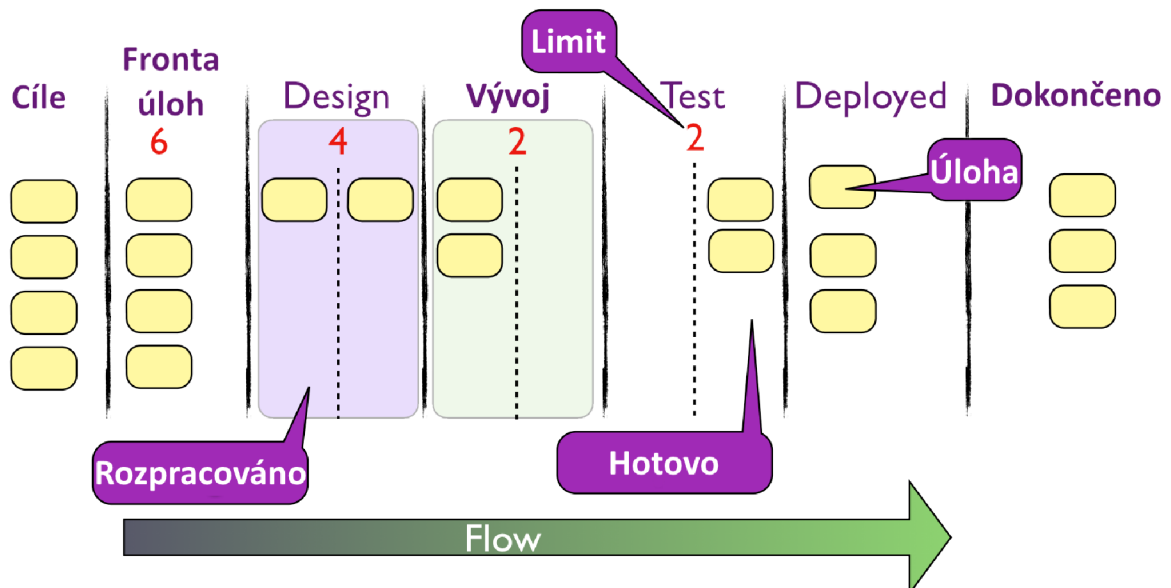 Limit
Cíle
Fronta
úloh
Design
Vývoj
Test
Deployed
Dokončeno
6
4
2
2
Úloha
Rozpracováno
Hotovo
Flow